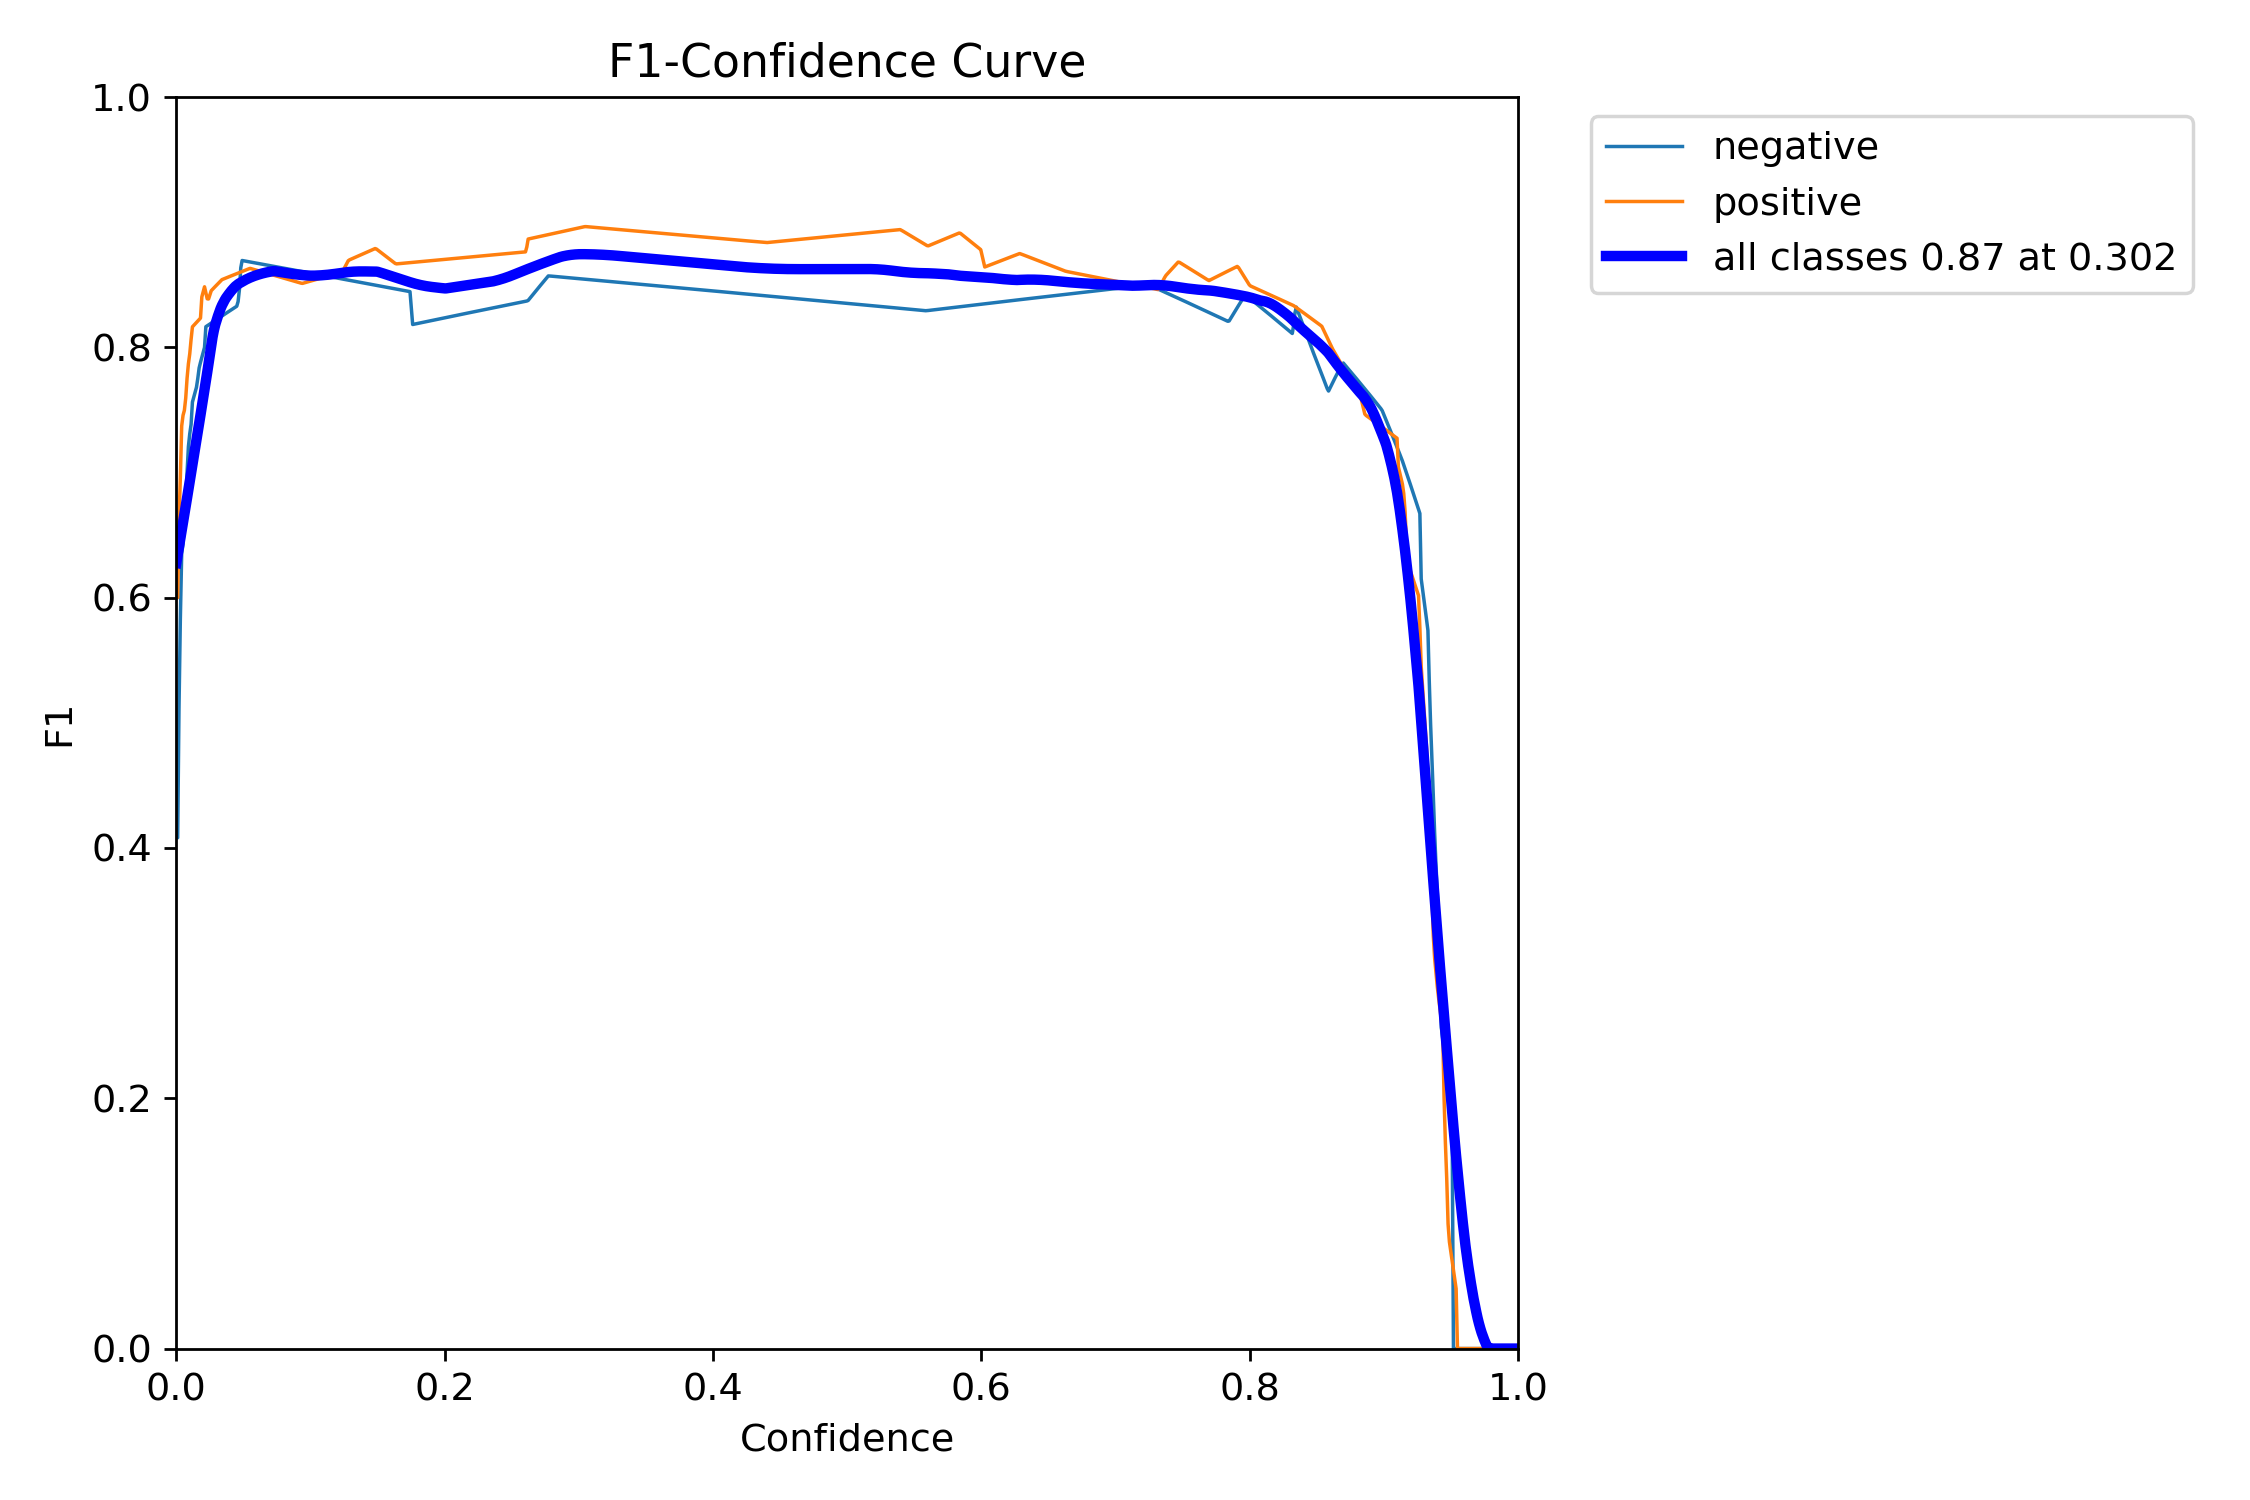 F1-Confidence Curve
1.0
0.8
0.6
0.4
0.2
0.0
F1
0.0 0.2 0.4 0.6 0.8 1.0
Confidence
negative
positive
all classes 0.87 at 0.302